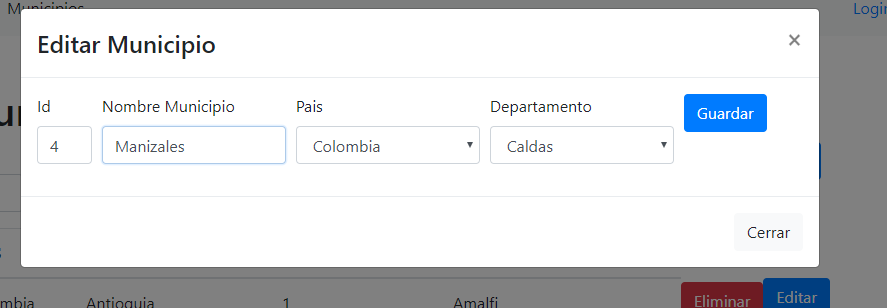 Municipios Login
Editar Municipio ×
Id Nombre Municipio Pais Departamento Guardar
4 Manizales Colombia Caldas
Cerrar
Antioquia 1 Amalfi Eliminar Editar